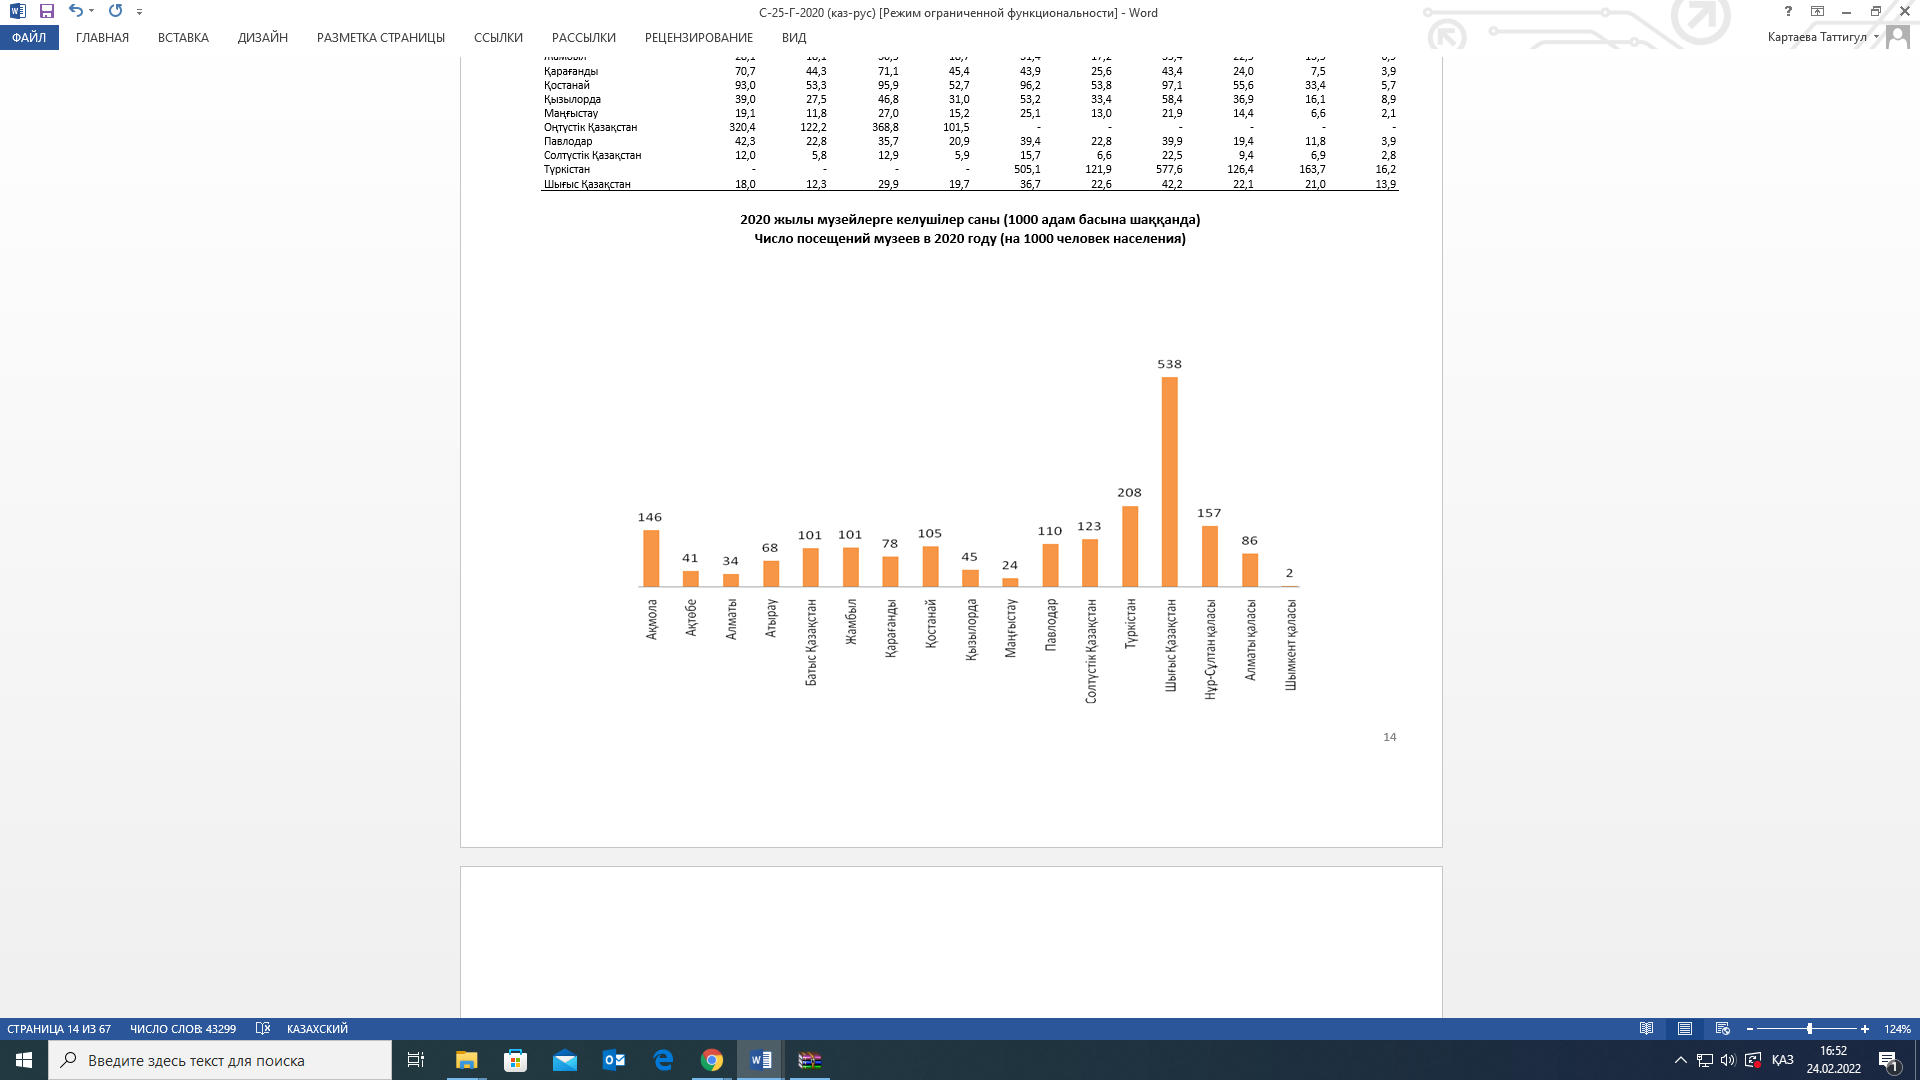 С-25-Г-2020 (каз-рус) [Режим ограниченной функциональности] - Word
ФАЙЛ ГЛАВНАЯ ВСТАВКА ДИЗАЙН РАЗМЕТКА СТРАНИЦЫ ССЫЛКИ РАССЫЛКИ РЕЦЕНЗИРОВАНИЕ ВИД Картаева Таттигул
Қарағанды 70,7 44,3 71,1 45,4 43,9 25,6 43,4 24,0 7,5 3,9
Қостанай 93,0 53,3 95,9 52,7 96,2 53,8 97,1 55,6 33,4 5,7
Қызылорда 39,0 27,5 46,8 31,0 53,2 33,4 58,4 36,9 16,1 8,9
Маңғыстау 19,1 11,8 27,0 15,2 25,1 13,0 21,9 14,4 6,6 2,1
Оңтүстік Қазақстан 320,4 122,2 368,8 101,5 - - - - - -
Павлодар 42,3 22,8 35,7 20,9 39,4 22,8 39,9 19,4 11,8 3,9
Солтүстік Қазақстан 12,0 5,8 12,9 5,9 15,7 6,6 22,5 9,4 6,9 2,8
Түркістан - - - - 505,1 121,9 577,6 126,4 163,7 16,2
Шығыс Қазақстан 18,0 12,3 29,9 19,7 36,7 22,6 42,2 22,1 21,0 13,9
2020 жылы музейлерге келушілер саны (1000 адам басына шаққанда)
Число посещений музеев в 2020 году (на 1000 человек населения)
146 41 34 68 101 101 78 105 45 24 110 123 208 538 157 86 2
Ақмола
Ақтөбе
Алматы
Атырау
Батыс Қазақстан
Жамбыл
Қарағанды
Қостанай
Қызылорда
Маңғыстау
Павлодар
Солтүстік Қазақстан
Түркістан
Шығыс Қазақстан
Нұр-Сұлтан қаласы
Алматы қаласы
Шымкент қаласы
14
СТРАНИЦА 14 ИЗ 67 ЧИСЛО СЛОВ: 43299 КАЗАХСКИЙ 124%
Введите здесь текст для поиска
ҚАЗ
16:52
24.02.2022
1